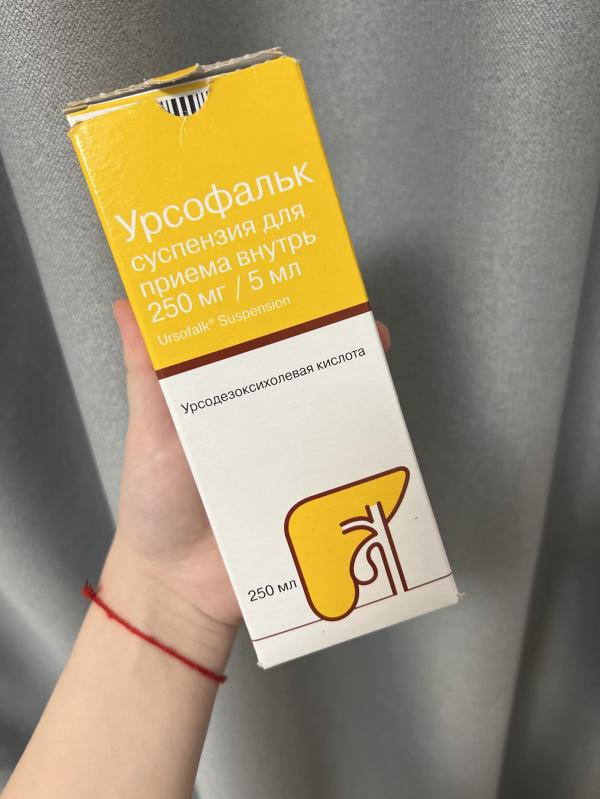 Урсофальк
суспензия для
приема внутрь
250 мг / 5 мл
Ursofalk® Suspension
Урсодезоксихолевая кислота
250 мл